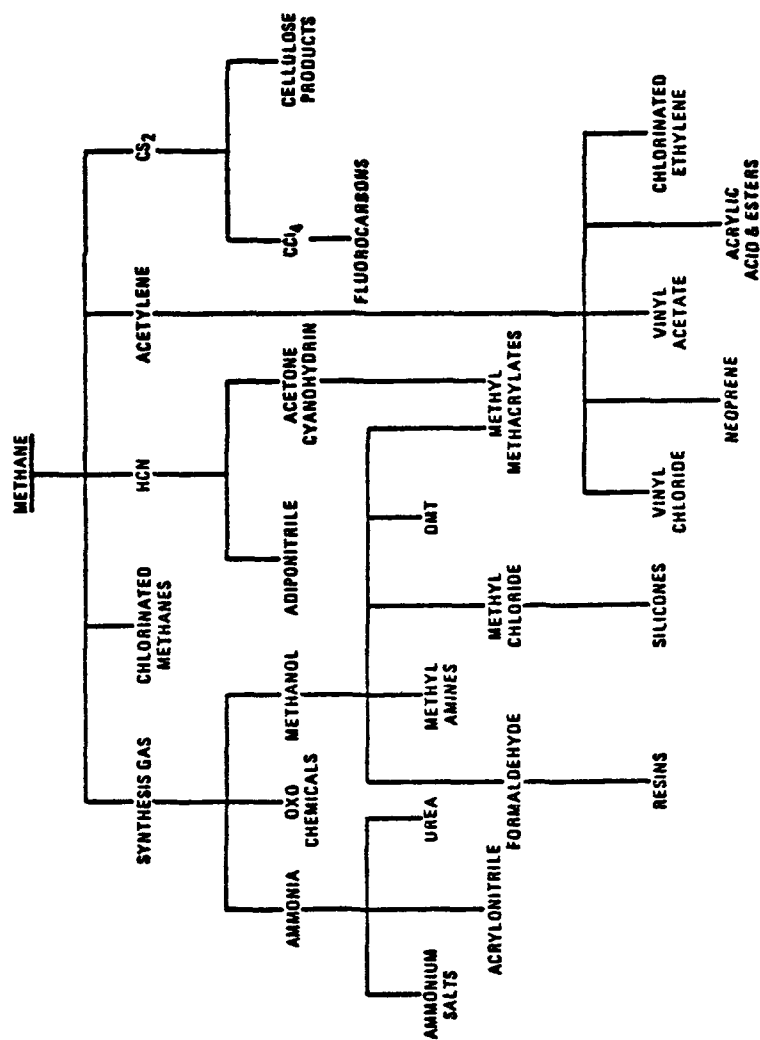 METHANE
SYNTHESIS GAS
CHLORINATED
METHANES
HCN
ACETYLENE
CS2
AMMONIA
OXO
CHEMICALS
METHANOL
ADIPONITRILE
ACETONE
CYANOHYDRIN
CCl4
CELLULOSE
PRODUCTS
FLUOROCARBONS
AMMONIUM
SALTS
UREA
METHYL
AMINES
DMT
ACRYLONITRILE
FORMALDEHYDE
METHYL
CHLORIDE
METHYL
METHACRYLATES
RESINS
SILICONES
VINYL
CHLORIDE
VINYL
ACETATE
CHLORINATED
ETHYLENE
NEOPRENE
ACRYLIC
ACID & ESTERS